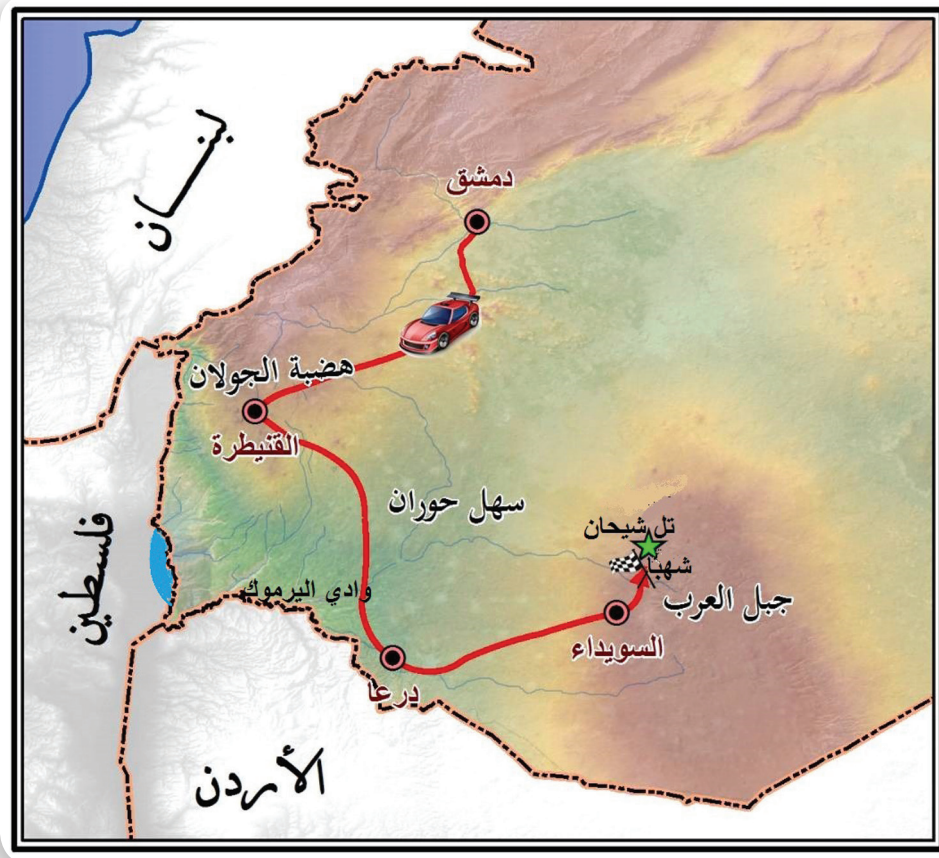 لبنان
دمشق
هضبة الجولان
القنيطرة
سهل حوران
تل شيحان
شهبا
فلسطين
وادي اليرموك
جبل العرب
السويداء
درعا
الأردن